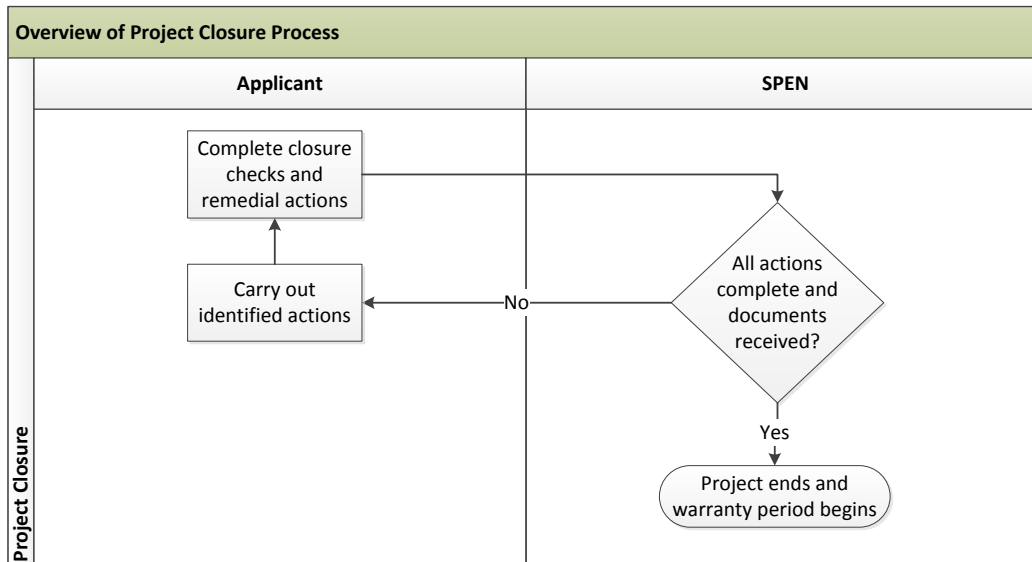 Overview of Project Closure Process
Applicant
SPEN
Project Closure
Complete closure
checks and
remedial actions
Carry out
identified actions
No
All actions
complete and
documents
received?
Yes
Project ends and
warranty period begins